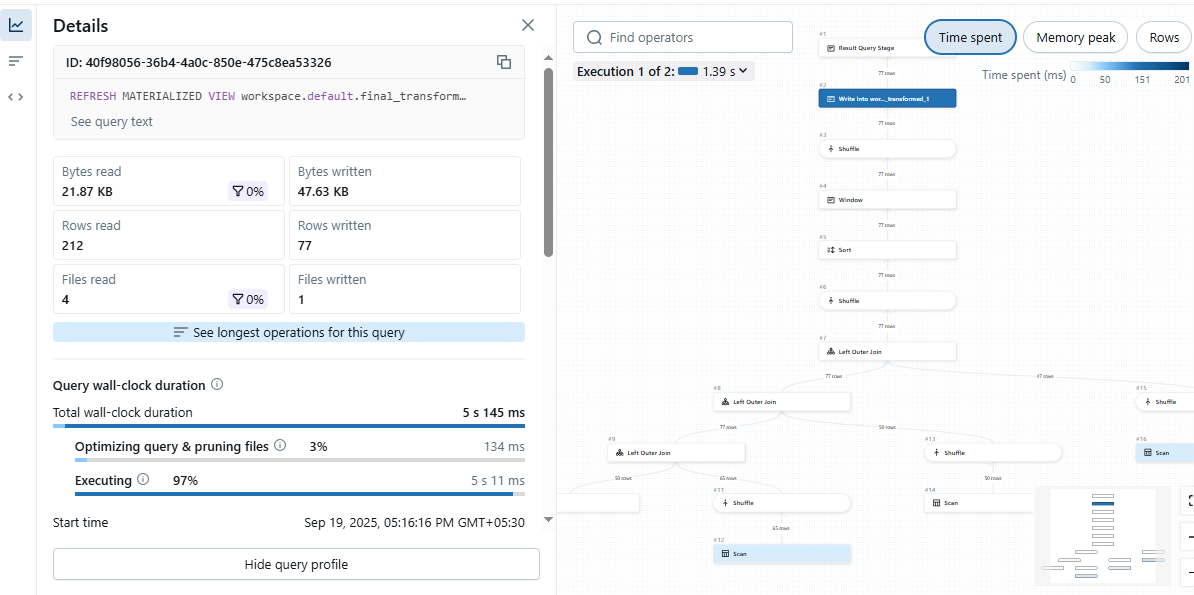 Details
ID: 40f98056-36b4-4a0c-850e-475c8ea53326
REFRESH MATERIALIZED VIEW workspace.default.final_transform…
See query text
Bytes read
21.87 KB
0%
Bytes written
47.63 KB
Rows read
212
Rows written
77
Files read
4
0%
Files written
1
See longest operations for this query
Query wall-clock duration
Total wall-clock duration 5 s 145 ms
Optimizing query & pruning files 3% 134 ms
Executing 97% 5 s 11 ms
Start time Sep 19, 2025, 05:16:16 PM GMT+05:30
Hide query profile
Find operators
Execution 1 of 2: 1.39 s
Time spent
Memory peak
Rows
Time spent (ms)
0 50 151 201
#1
Result Query Stage
77 rows
#2
Write into wor..._transformed_1
77 rows
#3
Shuffle
77 rows
#4
Window
77 rows
#5
Sort
77 rows
#6
Shuffle
77 rows
#7
Left Outer Join
77 rows
47 rows
#8
Left Outer Join
#15
Shuffle
77 rows
50 rows
#9
Left Outer Join
#13
Shuffle
#16
Scan
50 rows
65 rows
50 rows
#11
Shuffle
#14
Scan
65 rows
#12
Scan